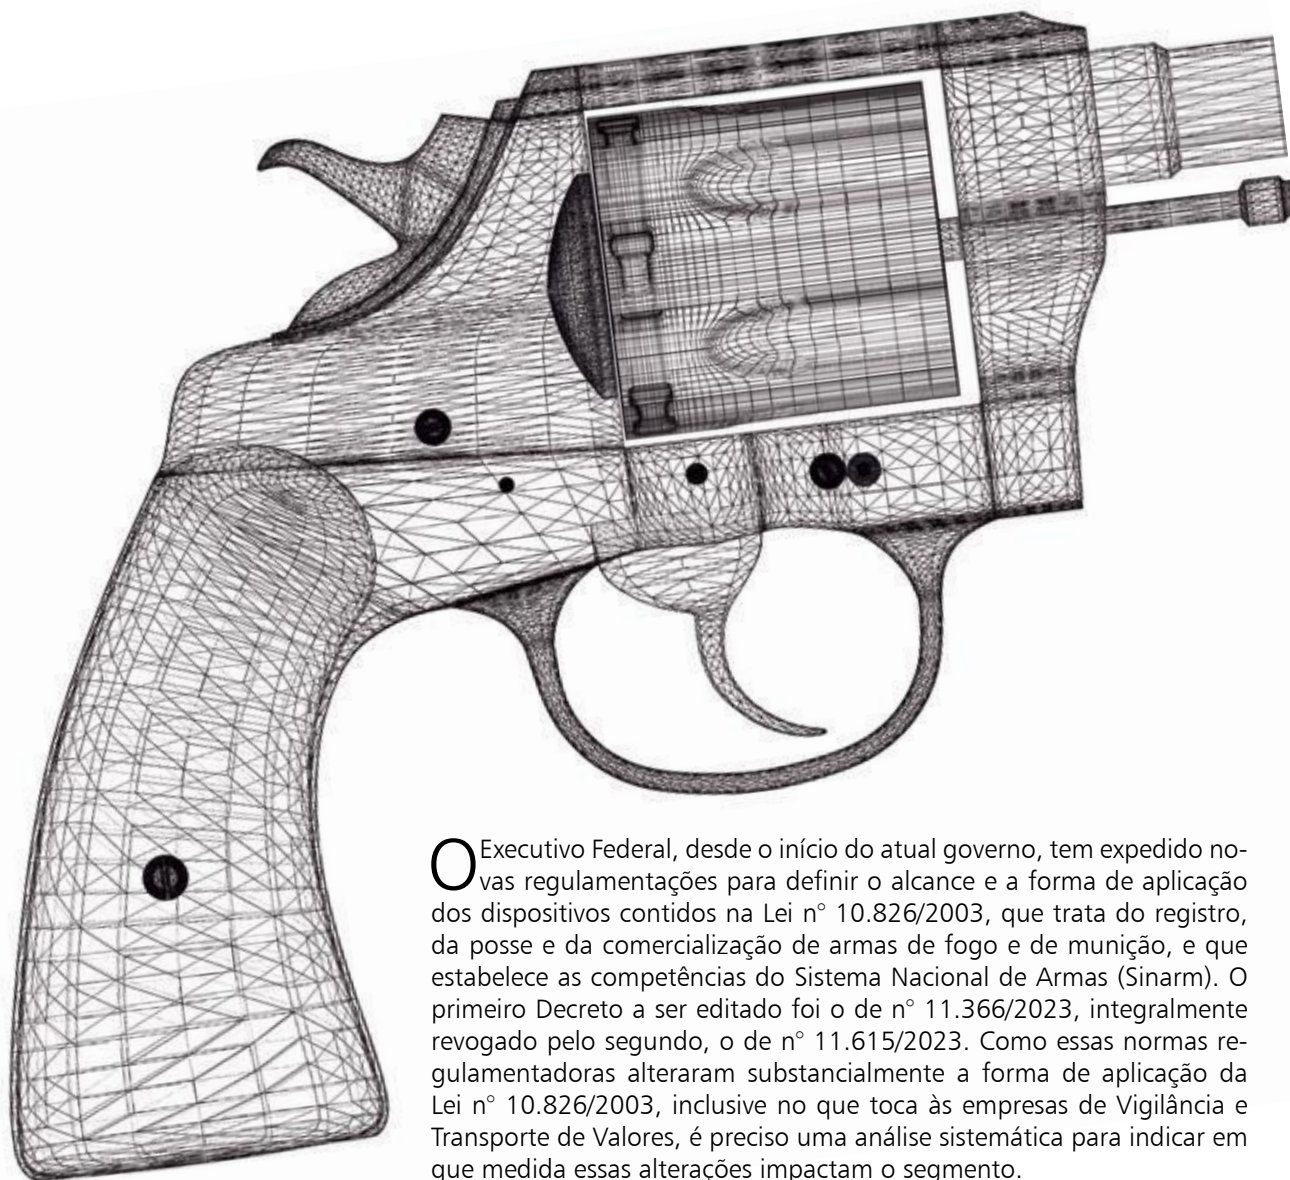 O Executivo Federal, desde o início do atual governo, tem expedido no-
vas regulamentações para definir o alcance e a forma de aplicação
dos dispositivos contidos na Lei n° 10.826/2003, que trata do registro,
da posse e da comercialização de armas de fogo e de munição, e que
estabelece as competências do Sistema Nacional de Armas (Sinarm). O
primeiro Decreto a ser editado foi o de n° 11.366/2023, integralmente
revogado pelo segundo, o de n° 11.615/2023. Como essas normas re-
gulamentadoras alteraram substancialmente a forma de aplicação da
Lei n° 10.826/2003, inclusive no que toca às empresas de Vigilância e
Transporte de Valores, é preciso uma análise sistemática para indicar em
que medida essas alterações impactam o segmento.